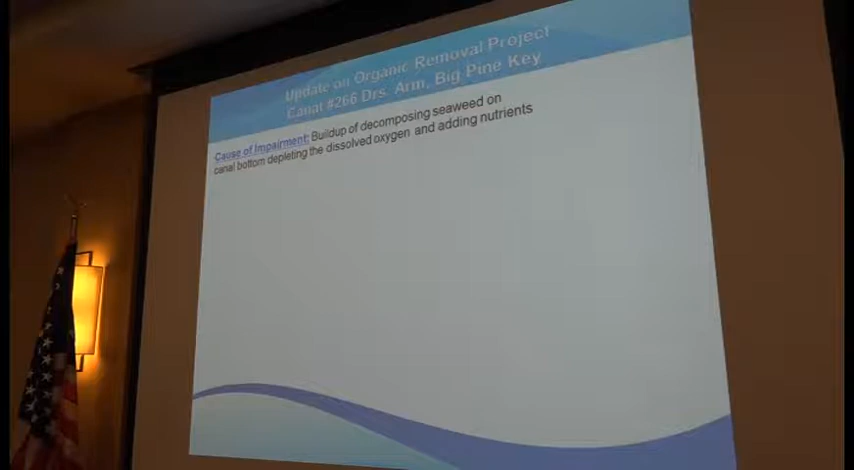 Update on Organic Removal Project
Canal #266 Drs. Arm, Big Pine Key
Cause of Impairment: Buildup of decomposing seaweed on
canal bottom depleting the dissolved oxygen and adding nutrients